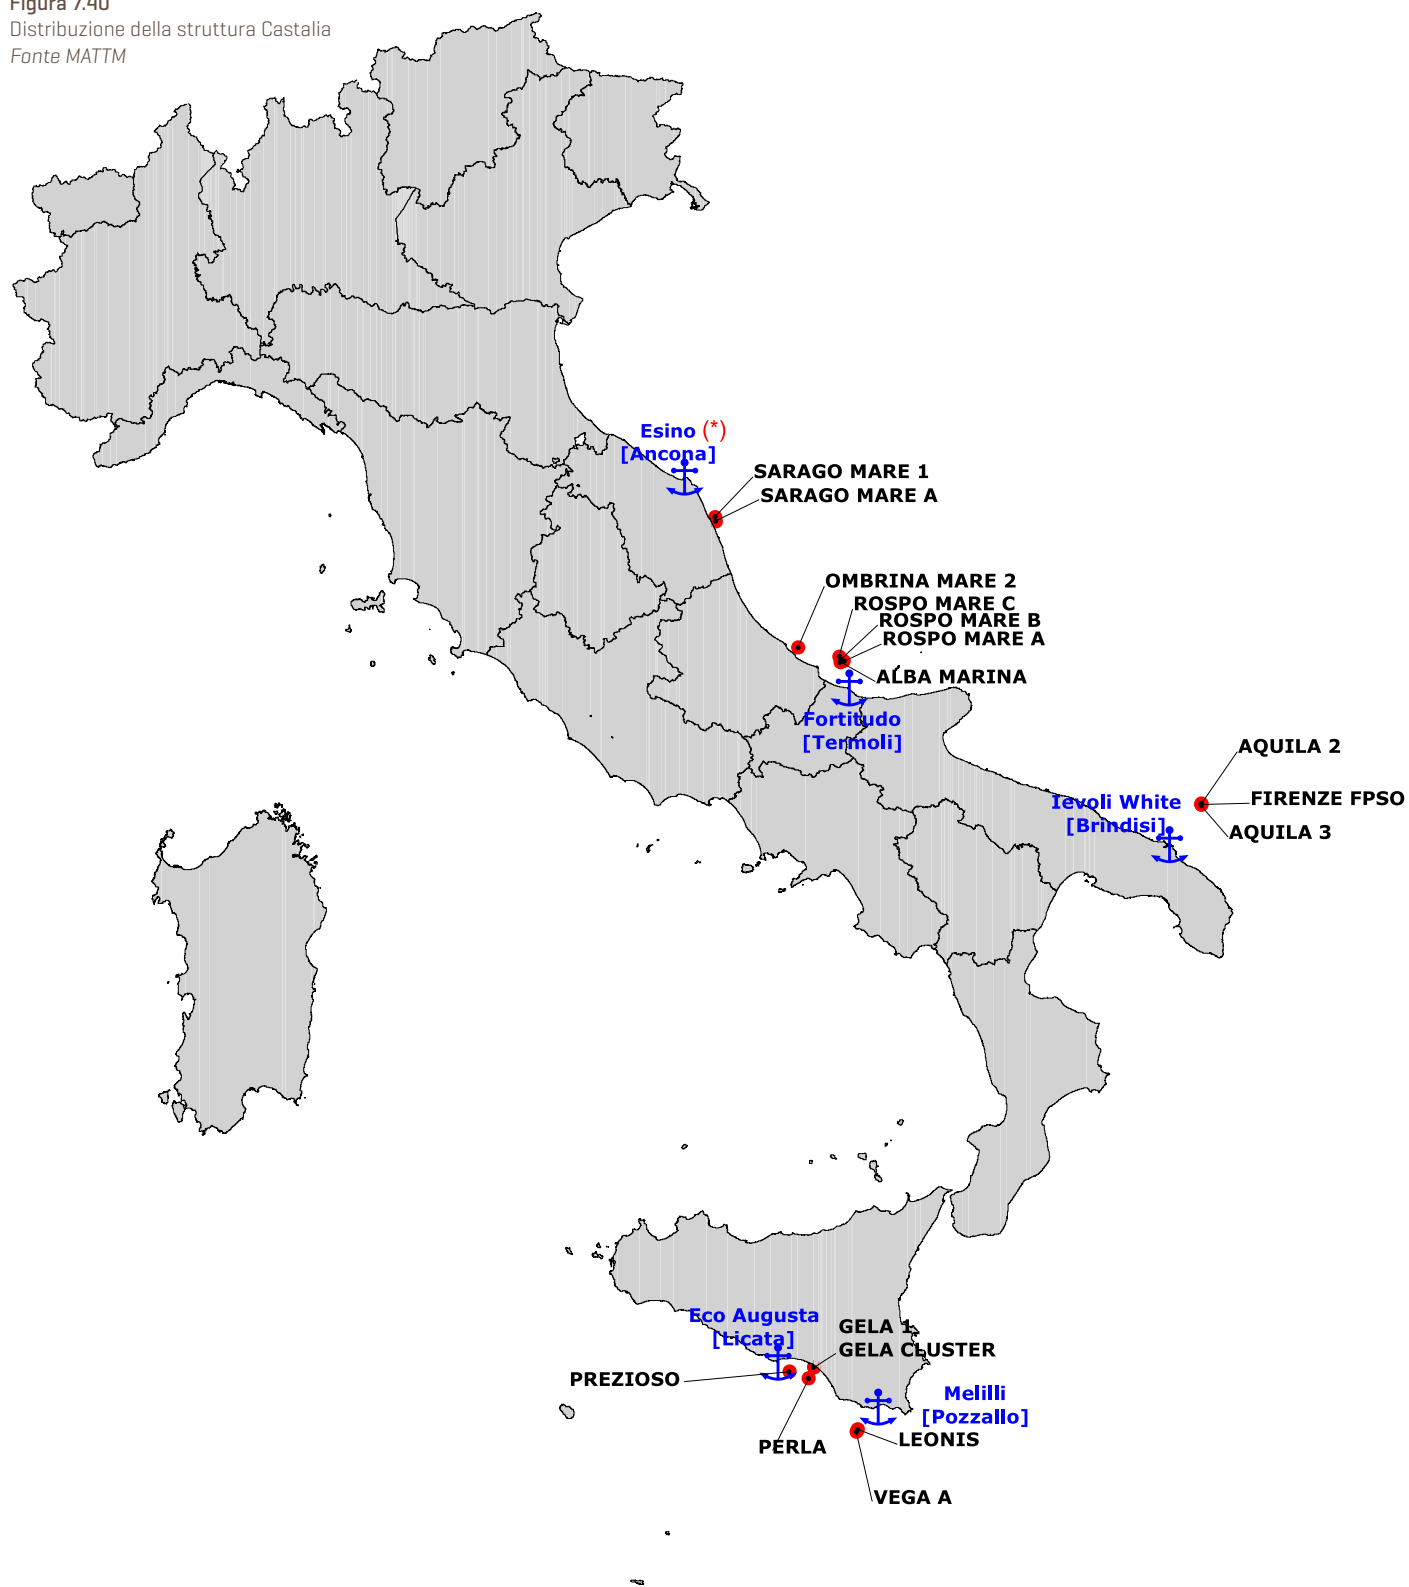 Figura 7.40
Distribuzione della struttura Castalia
Fonte MATTM
Esino (*)
[Ancona]
SARAGO MARE 1
SARAGO MARE A
OMBRINA MARE 2
ROSPO MARE C
ROSPO MARE B
ROSPO MARE A
ALBA MARINA
Fortitudo
[Termoli]
AQUILA 2
FIRENZE FPSO
AQUILA 3
Ievoli White
[Brindisi]
Eco Augusta
[Licata]
GELA 1
GELA CLUSTER
PREZIOSO
PERLA
Melilli
[Pozzallo]
LEONIS
VEGA A